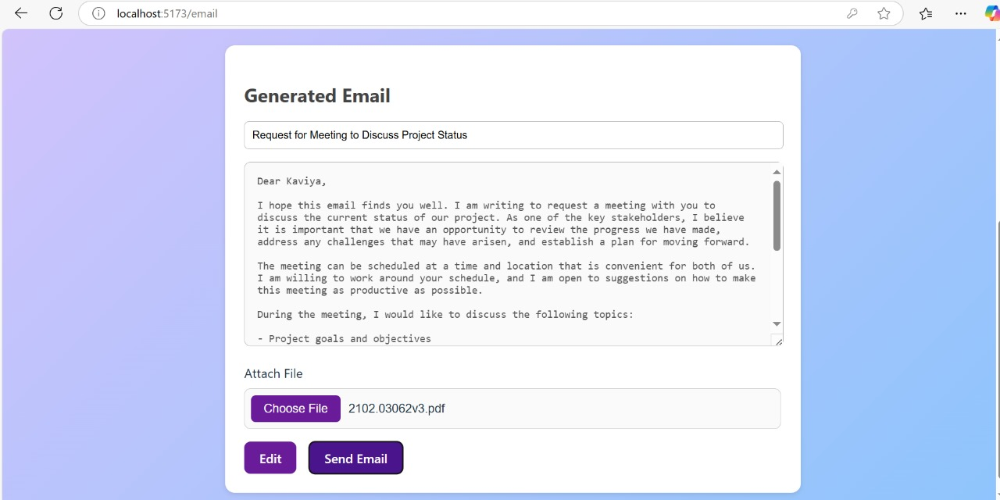 localhost:5173/email
Generated Email
Request for Meeting to Discuss Project Status
Dear Kaviya,
I hope this email finds you well. I am writing to request a meeting with you to
discuss the current status of our project. As one of the key stakeholders, I believe
it is important that we have an opportunity to review the progress we have made,
address any challenges that may have arisen, and establish a plan for moving forward.
The meeting can be scheduled at a time and location that is convenient for both of us.
I am willing to work around your schedule, and I am open to suggestions on how to make
this meeting as productive as possible.
During the meeting, I would like to discuss the following topics:
- Project goals and objectives
Attach File
Choose File 2102.03062v3.pdf
Edit Send Email